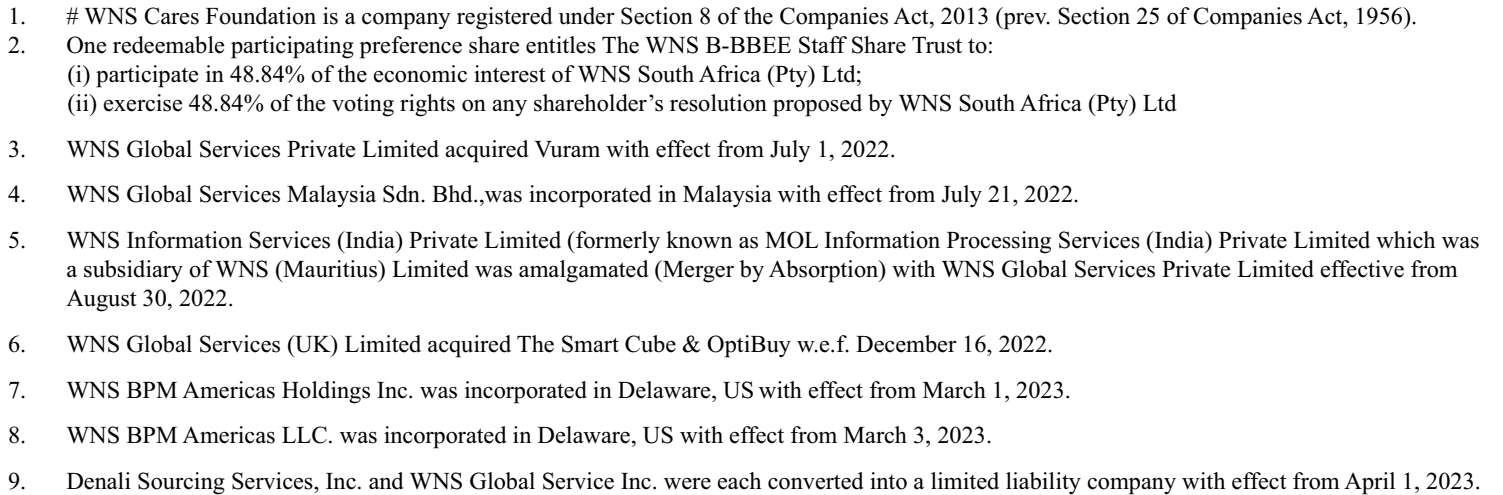 1. # WNS Cares Foundation is a company registered under Section 8 of the Companies Act, 2013 (prev. Section 25 of Companies Act, 1956).
2. One redeemable participating preference share entitles The WNS B-BBEE Staff Share Trust to:
(i) participate in 48.84% of the economic interest of WNS South Africa (Pty) Ltd;
(ii) exercise 48.84% of the voting rights on any shareholder’s resolution proposed by WNS South Africa (Pty) Ltd
3. WNS Global Services Private Limited acquired Vuram with effect from July 1, 2022.
4. WNS Global Services Malaysia Sdn. Bhd.,was incorporated in Malaysia with effect from July 21, 2022.
5. WNS Information Services (India) Private Limited (formerly known as MOL Information Processing Services (India) Private Limited which was
a subsidiary of WNS (Mauritius) Limited was amalgamated (Merger by Absorption) with WNS Global Services Private Limited effective from
August 30, 2022.
6. WNS Global Services (UK) Limited acquired The Smart Cube & OptiBuy w.e.f. December 16, 2022.
7. WNS BPM Americas Holdings Inc. was incorporated in Delaware, US with effect from March 1, 2023.
8. WNS BPM Americas LLC. was incorporated in Delaware, US with effect from March 3, 2023.
9. Denali Sourcing Services, Inc. and WNS Global Service Inc. were each converted into a limited liability company with effect from April 1, 2023.